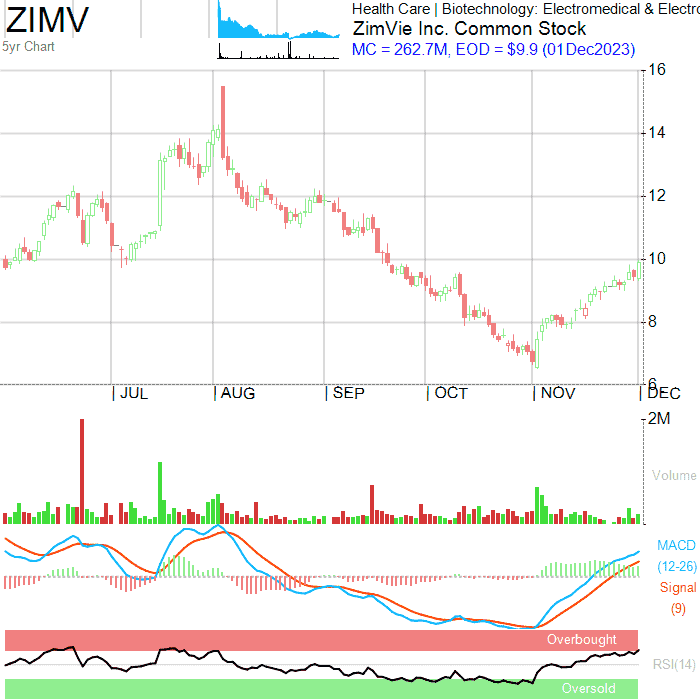 ZIMV
5yr Chart
Health Care | Biotechnology: Electromedical & Electro
ZimVie Inc. Common Stock
MC = 262.7M, EOD = $9.9 (01Dec2023)
16
14
12
10
8
6
| JUL | AUG | SEP | OCT | NOV | DEC
2M
Volume
MACD
(12-26)
Signal
(9)
Overbought
RSI(14)
Oversold